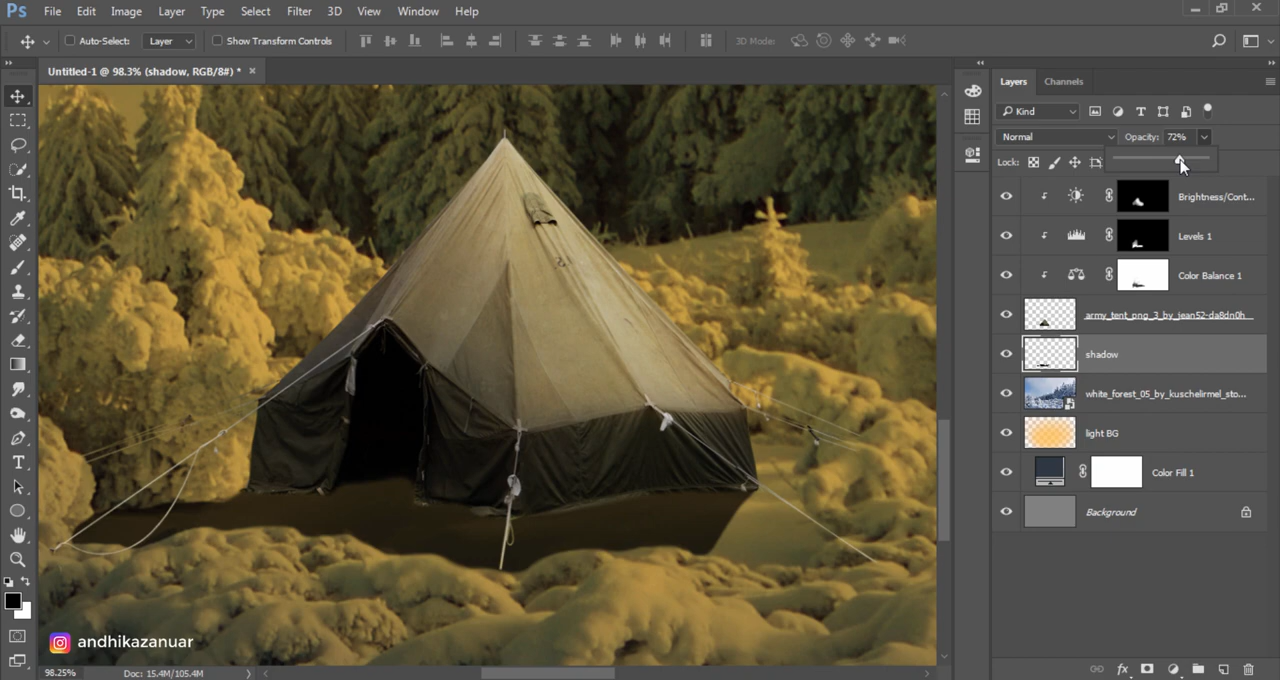 Ps File Edit Image Layer Type Select Filter 3D View Window Help
Auto-Select: Layer Show Transform Controls 3D Mode:
Untitled-1 @ 98.3% (shadow, RGB/8#) * ×
Layers Channels
Kind
Normal Opacity: 72%
Lock:
Brightness/Cont...
Levels 1
Color Balance 1
army_tent_png_3_by_jean52-da8dn0h
shadow
white_forest_05_by_kuschelirmel_sto...
light BG
Color Fill 1
Background
andhikazanuar
98.25% Doc: 15.4M/105.4M
fx